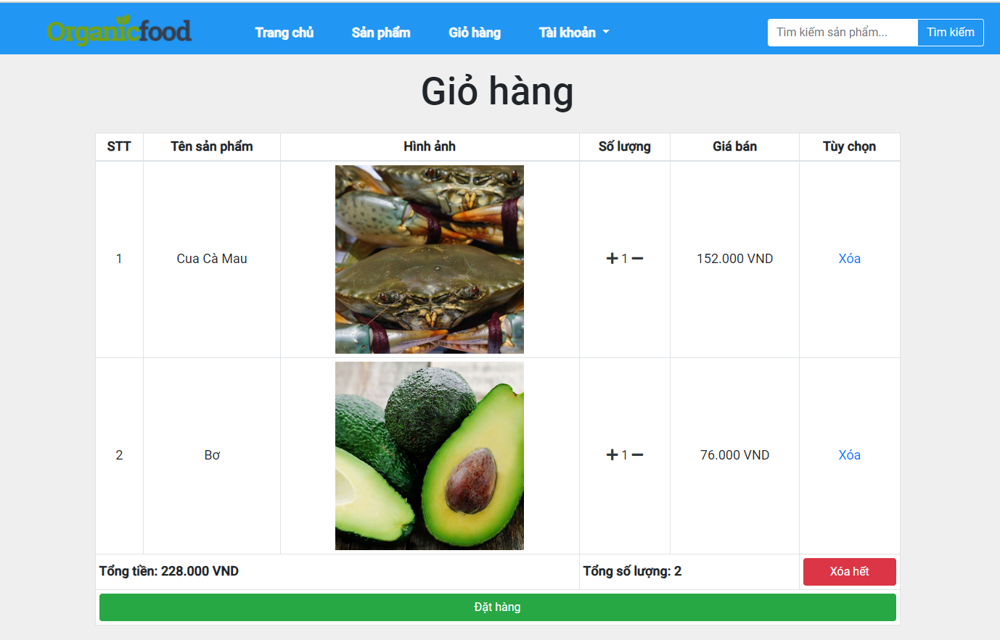 Organicfood Trang chủ Sản phẩm Giỏ hàng Tài khoản Tìm kiếm sản phẩm... Tìm kiếm
Giỏ hàng
STT Tên sản phẩm Hình ảnh Số lượng Giá bán Tùy chọn
1 Cua Cà Mau 1 152.000 VND Xóa
2 Bơ 1 76.000 VND Xóa
Tổng tiền: 228.000 VND Tổng số lượng: 2 Xóa hết
Đặt hàng